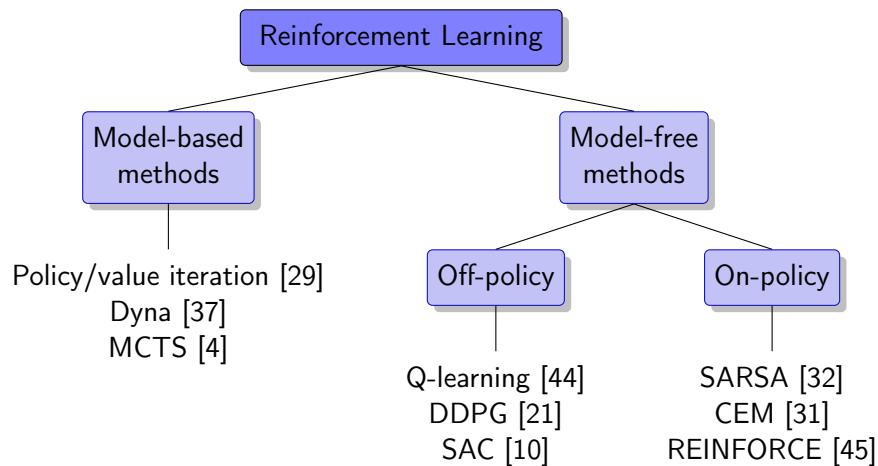 Reinforcement Learning
Model-based
methods
Model-free
methods
Policy/value iteration [29]
Dyna [37]
MCTS [4]
Off-policy
On-policy
Q-learning [44]
DDPG [21]
SAC [10]
SARSA [32]
CEM [31]
REINFORCE [45]